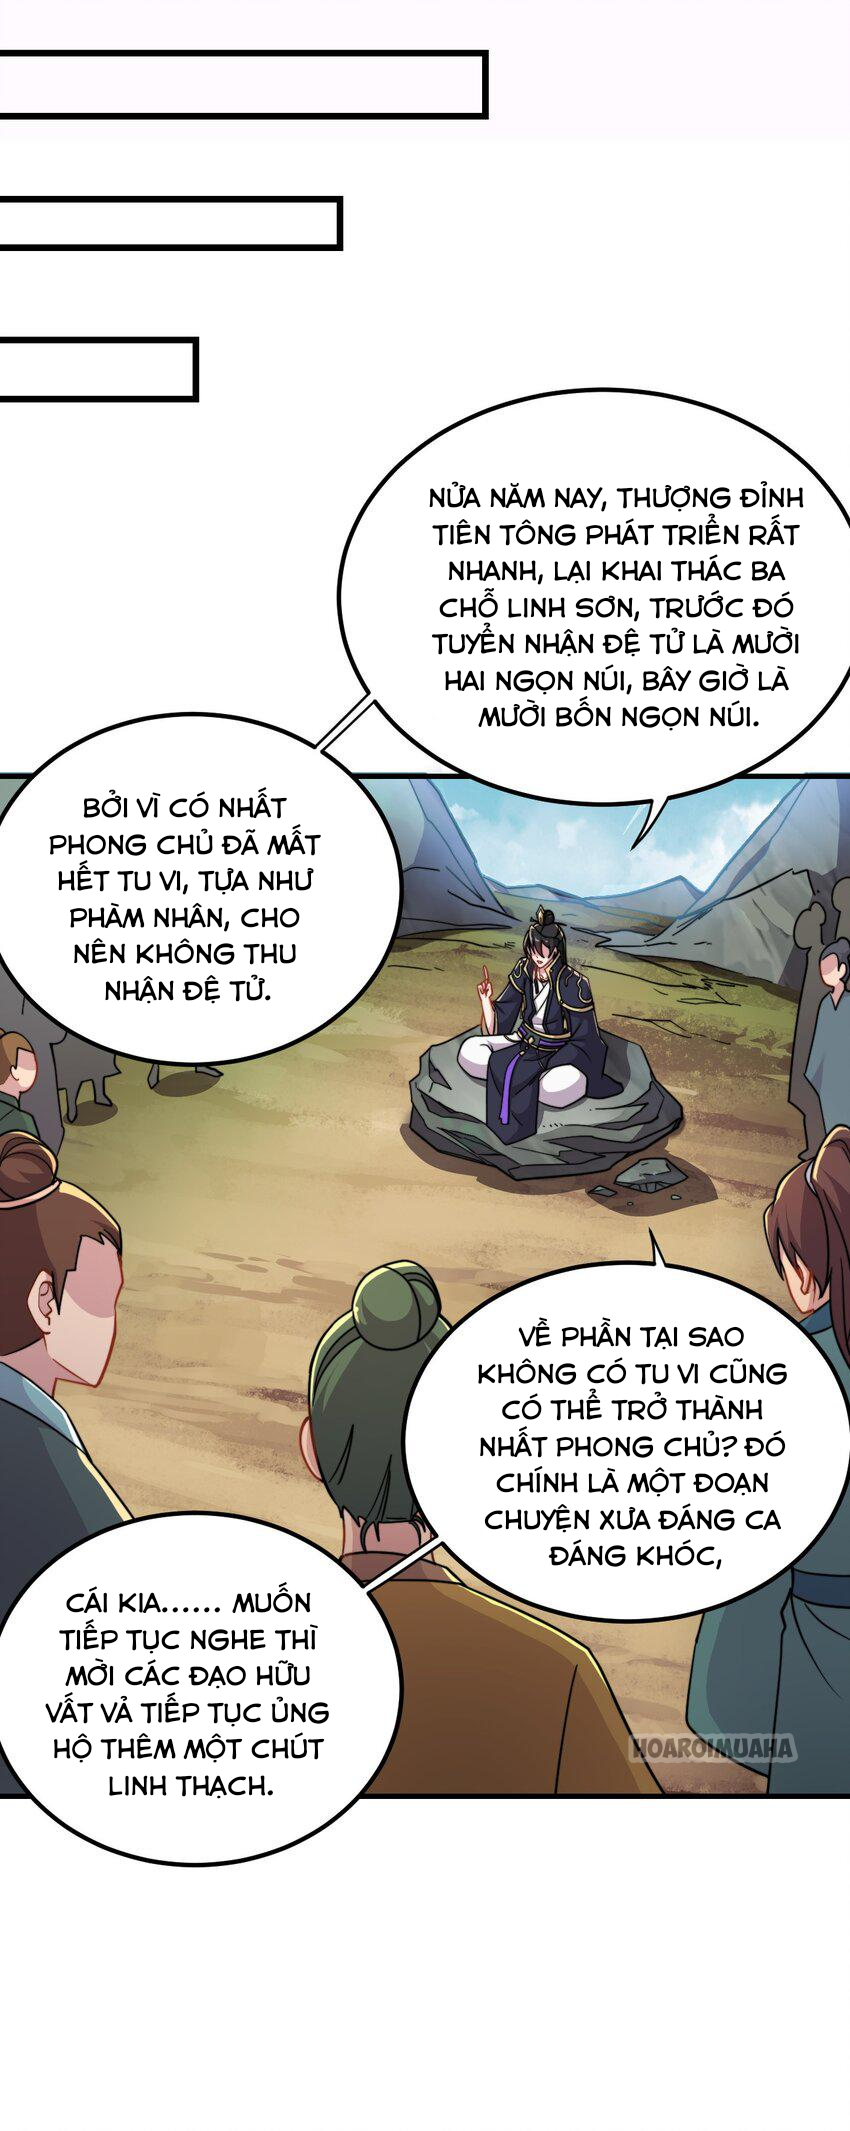 NỬA NĂM NAY, THƯỢNG ĐỈNH
TIÊN TÔNG PHÁT TRIỂN RẤT
NHANH, LẠI KHAI THÁC BA
CHỖ LINH SƠN, TRƯỚC ĐÓ
TUYỂN NHẬN ĐỆ TỬ LÀ MƯỜI
HAI NGỌN NÚI, BÂY GIỜ LÀ
MƯỜI BỐN NGỌN NÚI.
BỞI VÌ CÓ NHẤT
PHONG CHỦ ĐÃ MẤT
HẾT TU VI, TỰA NHƯ
PHÀM NHÂN, CHO
NÊN KHÔNG THU
NHẬN ĐỆ TỬ.
VỀ PHẦN TẠI SAO
KHÔNG CÓ TU VI CŨNG
CÓ THỂ TRỞ THÀNH
NHẤT PHONG CHỦ? ĐÓ
CHÍNH LÀ MỘT ĐOẠN
CHUYỆN XƯA ĐÁNG CA
ĐÁNG KHÓC,
CÁI KIA...... MUỐN
TIẾP TỤC NGHE THÌ
MỜI CÁC ĐẠO HỮU
VẤT VẢ TIẾP TỤC ỦNG
HỘ THÊM MỘT CHÚT
LINH THẠCH.
HOAROIMUAHA